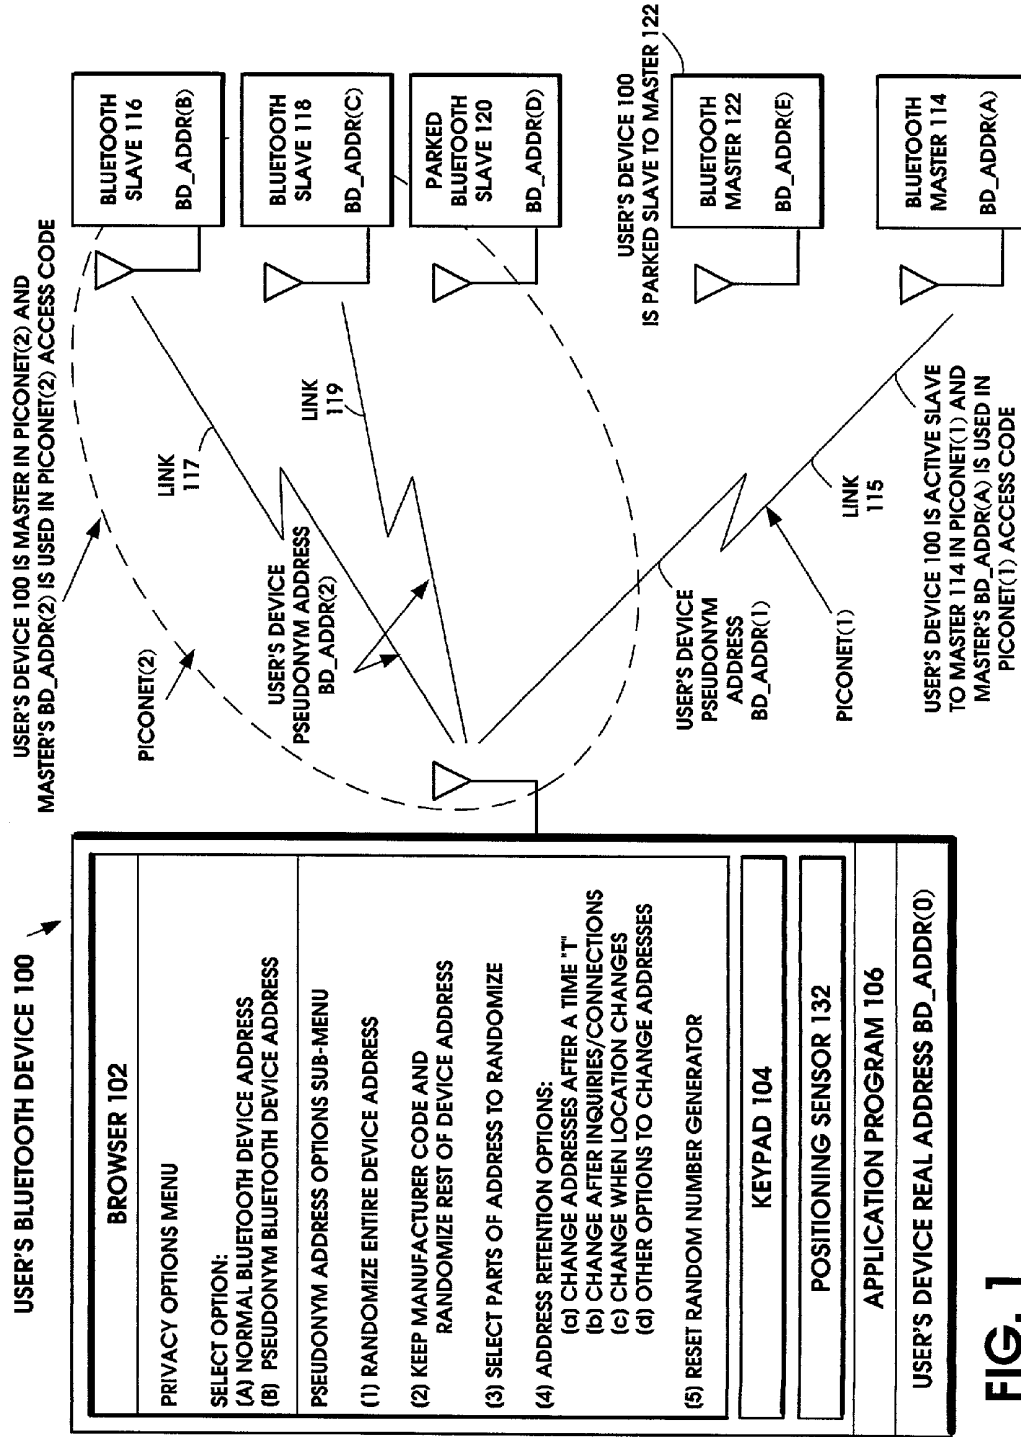 USER'S BLUETOOTH DEVICE 100
BROWSER 102
PRIVACY OPTIONS MENU
SELECT OPTION:
(A) NORMAL BLUETOOTH DEVICE ADDRESS
(B) PSEUDONYM BLUETOOTH DEVICE ADDRESS
PSEUDONYM ADDRESS OPTIONS SUB-MENU
(1) RANDOMIZE ENTIRE DEVICE ADDRESS
(2) KEEP MANUFACTURER CODE AND
RANDOMIZE REST OF DEVICE ADDRESS
(3) SELECT PARTS OF ADDRESS TO RANDOMIZE
(4) ADDRESS RETENTION OPTIONS:
(a) CHANGE ADDRESSES AFTER A TIME "T"
(b) CHANGE AFTER INQUIRIES/CONNECTIONS
(c) CHANGE WHEN LOCATION CHANGES
(d) OTHER OPTIONS TO CHANGE ADDRESSES
(5) RESET RANDOM NUMBER GENERATOR
KEYPAD 104
POSITIONING SENSOR 132
APPLICATION PROGRAM 106
USER'S DEVICE REAL ADDRESS BD_ADDR(0)
USER'S DEVICE 100 IS MASTER IN PICONET(2) AND
MASTER'S BD_ADDR(2) IS USED IN PICONET(2) ACCESS CODE
PICONET(2)
LINK
117
LINK
119
USER'S DEVICE
PSEUDONYM ADDRESS
BD_ADDR(2)
USER'S DEVICE
PSEUDONYM
ADDRESS
BD_ADDR(1)
PICONET(1)
LINK
115
USER'S DEVICE 100 IS ACTIVE SLAVE
TO MASTER 114 IN PICONET(1) AND
MASTER'S BD_ADDR(A) IS USED IN
PICONET(1) ACCESS CODE
BLUETOOTH
SLAVE 116
BD_ADDR(B)
BLUETOOTH
SLAVE 118
BD_ADDR(C)
PARKED
BLUETOOTH
SLAVE 120
BD_ADDR(D)
USER'S DEVICE 100
IS PARKED SLAVE TO MASTER 122
BLUETOOTH
MASTER 122
BD_ADDR(E)
BLUETOOTH
MASTER 114
BD_ADDR(A)
FIG. 1